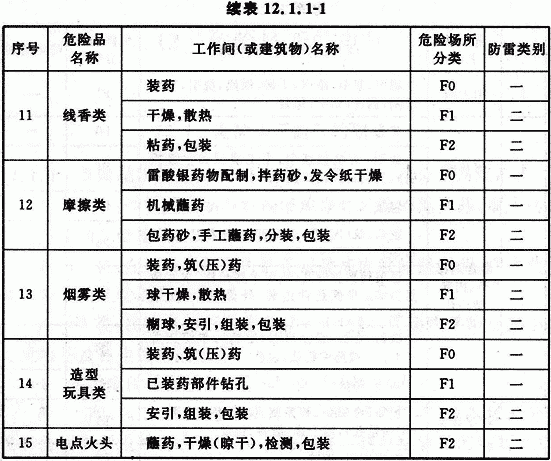 续表 12.1.1-1
序号 危险品名称 工作间(或建筑物)名称 危险场所分类 防雷类别
11 线香类 装药 F0 一
干燥,散热 F1 二
粘药,包装 F2 二
12 摩擦类 雷酸银药物配制,拌药砂,发令纸干燥 F0 一
机械蘸药 F1 一
包药砂,手工蘸药,分装,包装 F2 二
13 烟雾类 装药,筑(压)药 F0 一
球干燥,散热 F1 二
糊球,安引,组装,包装 F2 二
14 造型玩具类 装药、筑(压)药 F0 一
已装药部件钻孔 F1 一
安引,组装,包装 F2 二
15 电点火头 蘸药,干燥(晾干),检测,包装 F2 二